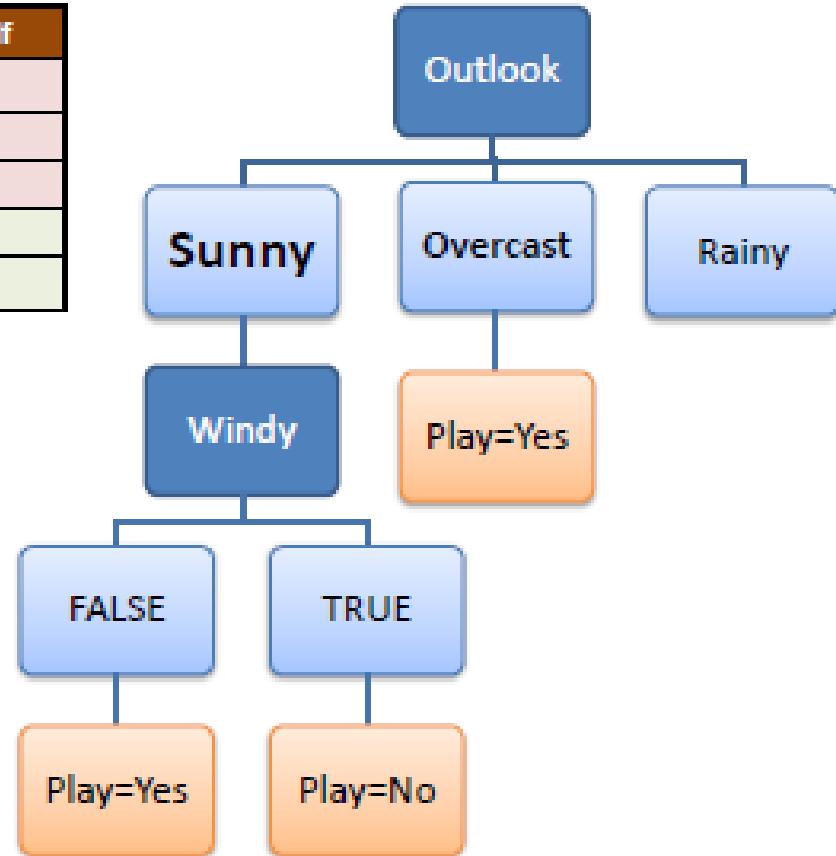 f
Outlook
Sunny
Overcast
Rainy
Windy
Play=Yes
FALSE
TRUE
Play=Yes
Play=No